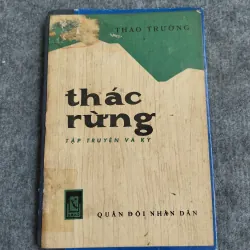 THAO TRƯỜNG
thác
rừng
TẬP TRUYỆN VÀ KÝ
QUÂN ĐỘI NHÂN DÂN